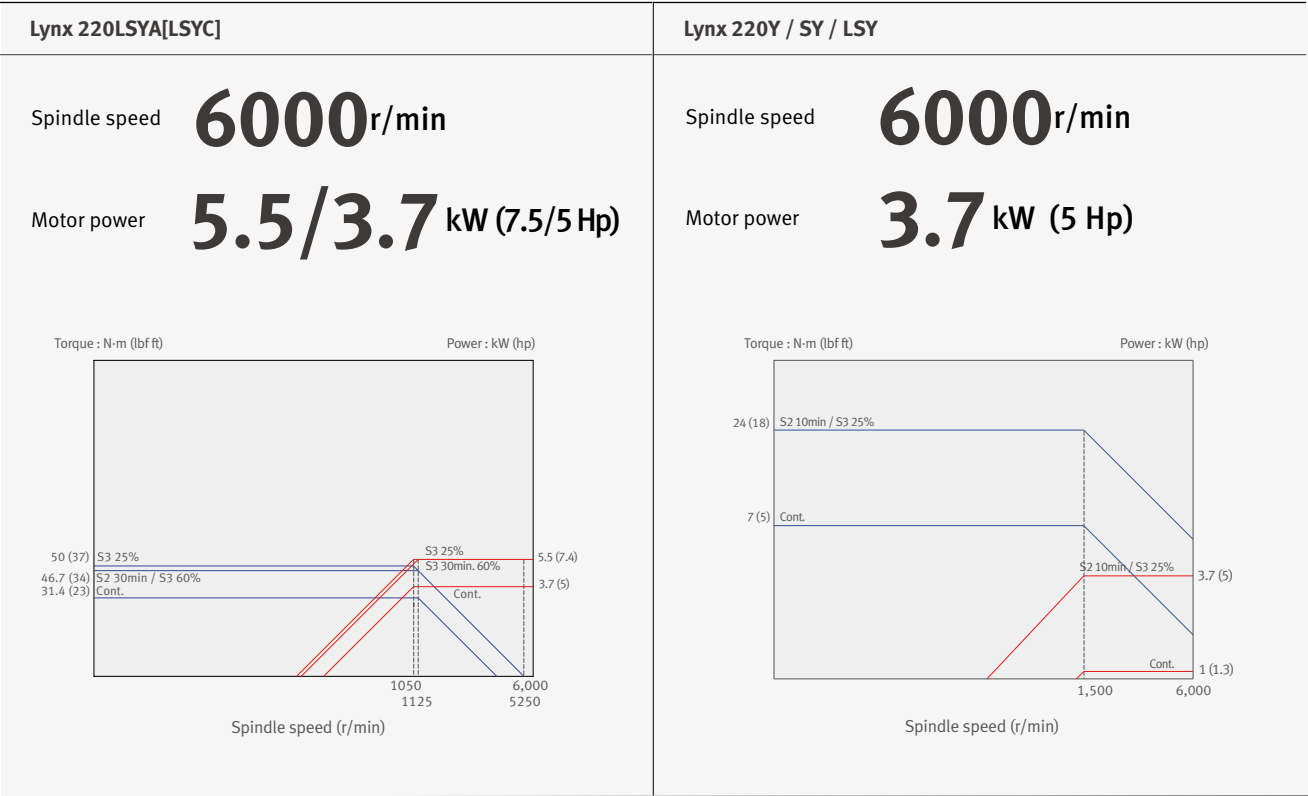 Lynx 220LSYA[LSYC]
Spindle speed 6000 r/min
Motor power 5.5/3.7 kW (7.5/5 Hp)
Torque : N·m (lbf ft) Power : kW (hp)
S3 25%
50 (37) S3 25% 5.5 (7.4)
S3 30min. 60%
46.7 (34) S2 30min / S3 60% 3.7 (5)
31.4 (23) Cont. Cont.
1050 6,000
1125 5250
Spindle speed (r/min)
Lynx 220Y / SY / LSY
Spindle speed 6000 r/min
Motor power 3.7 kW (5 Hp)
Torque : N·m (lbf ft) Power : kW (hp)
24 (18) S2 10min / S3 25%
7 (5) Cont.
S2 10min / S3 25% 3.7 (5)
Cont. 1 (1.3)
1,500 6,000
Spindle speed (r/min)